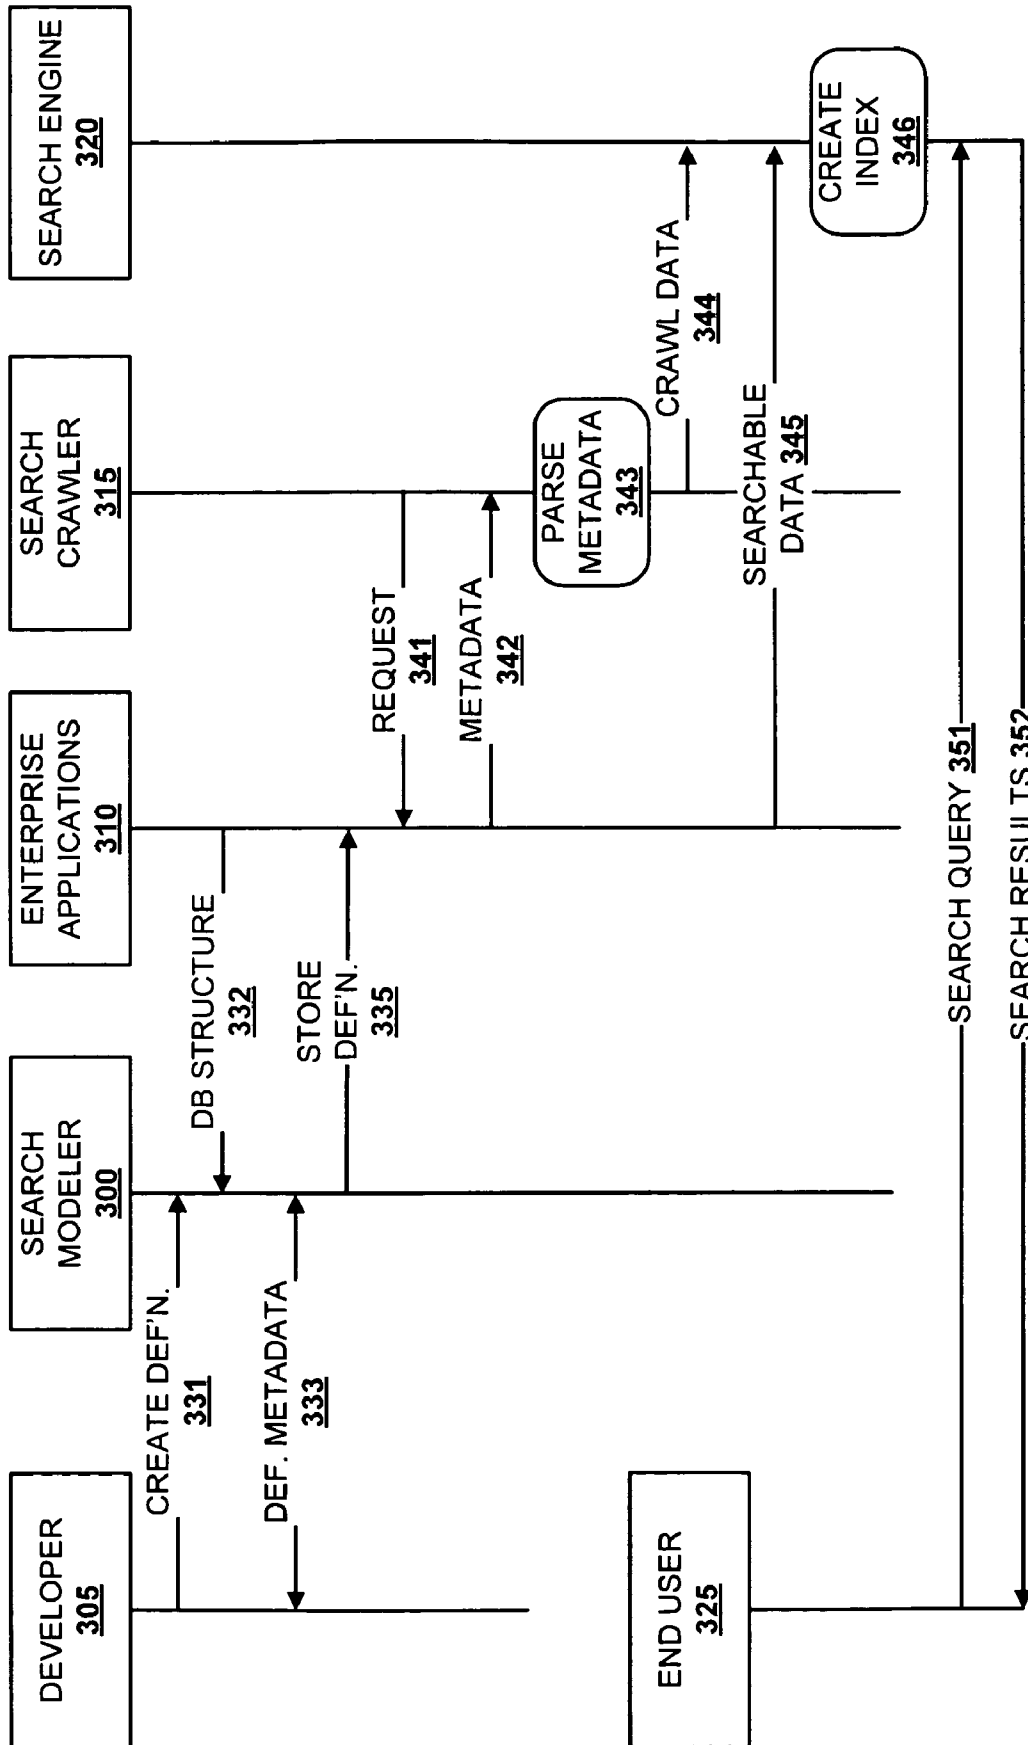 DEVELOPER
305
SEARCH
MODELER
300
ENTERPRISE
APPLICATIONS
310
SEARCH
CRAWLER
315
SEARCH ENGINE
320
CREATE DEF'N.
331
DB STRUCTURE
332
DEF. METADATA
333
STORE
DEF'N.
335
REQUEST
341
METADATA
342
PARSE
METADATA
343
CRAWL DATA
344
SEARCHABLE
DATA 345
CREATE
INDEX
346
END USER
325
SEARCH QUERY 351
SEARCH RESULTS 352